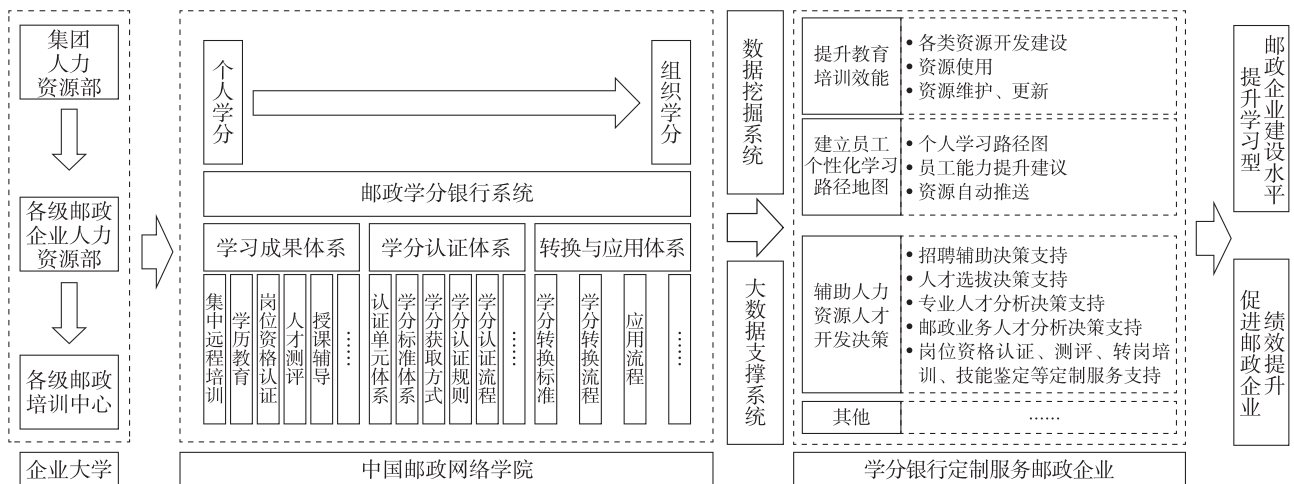 集团
人力
资源部
各级邮政
企业人力
资源部
各级邮政
培训中心
企业大学
个人学分
组织学分
邮政学分银行系统
学习成果体系
学分认证体系
转换与应用体系
集中远程培训
学历教育
岗位资格认证
人才测评
授课辅导
……
认证单元体系
学分标准体系
学分获取方式
学分认证规则
学分认证流程
……
学分转换标准
学分转换流程
应用流程
……
中国邮政网络学院
数据挖掘系统
大数据支撑系统
提升教育
培训效能
•各类资源开发建设
•资源使用
•资源维护、更新
建立员工
个性化学习
路径地图
•个人学习路径图
•员工能力提升建议
•资源自动推送
辅助人力
资源人才
开发决策
•招聘辅助决策支持
•人才选拔决策支持
•专业人才分析决策支持
•邮政业务人才分析决策支持
•岗位资格认证、测评、转岗培
训、技能鉴定等定制服务支持
其他
……
学分银行定制服务邮政企业
提升学习型
邮政企业建设水平
促进邮政企业
绩效提升